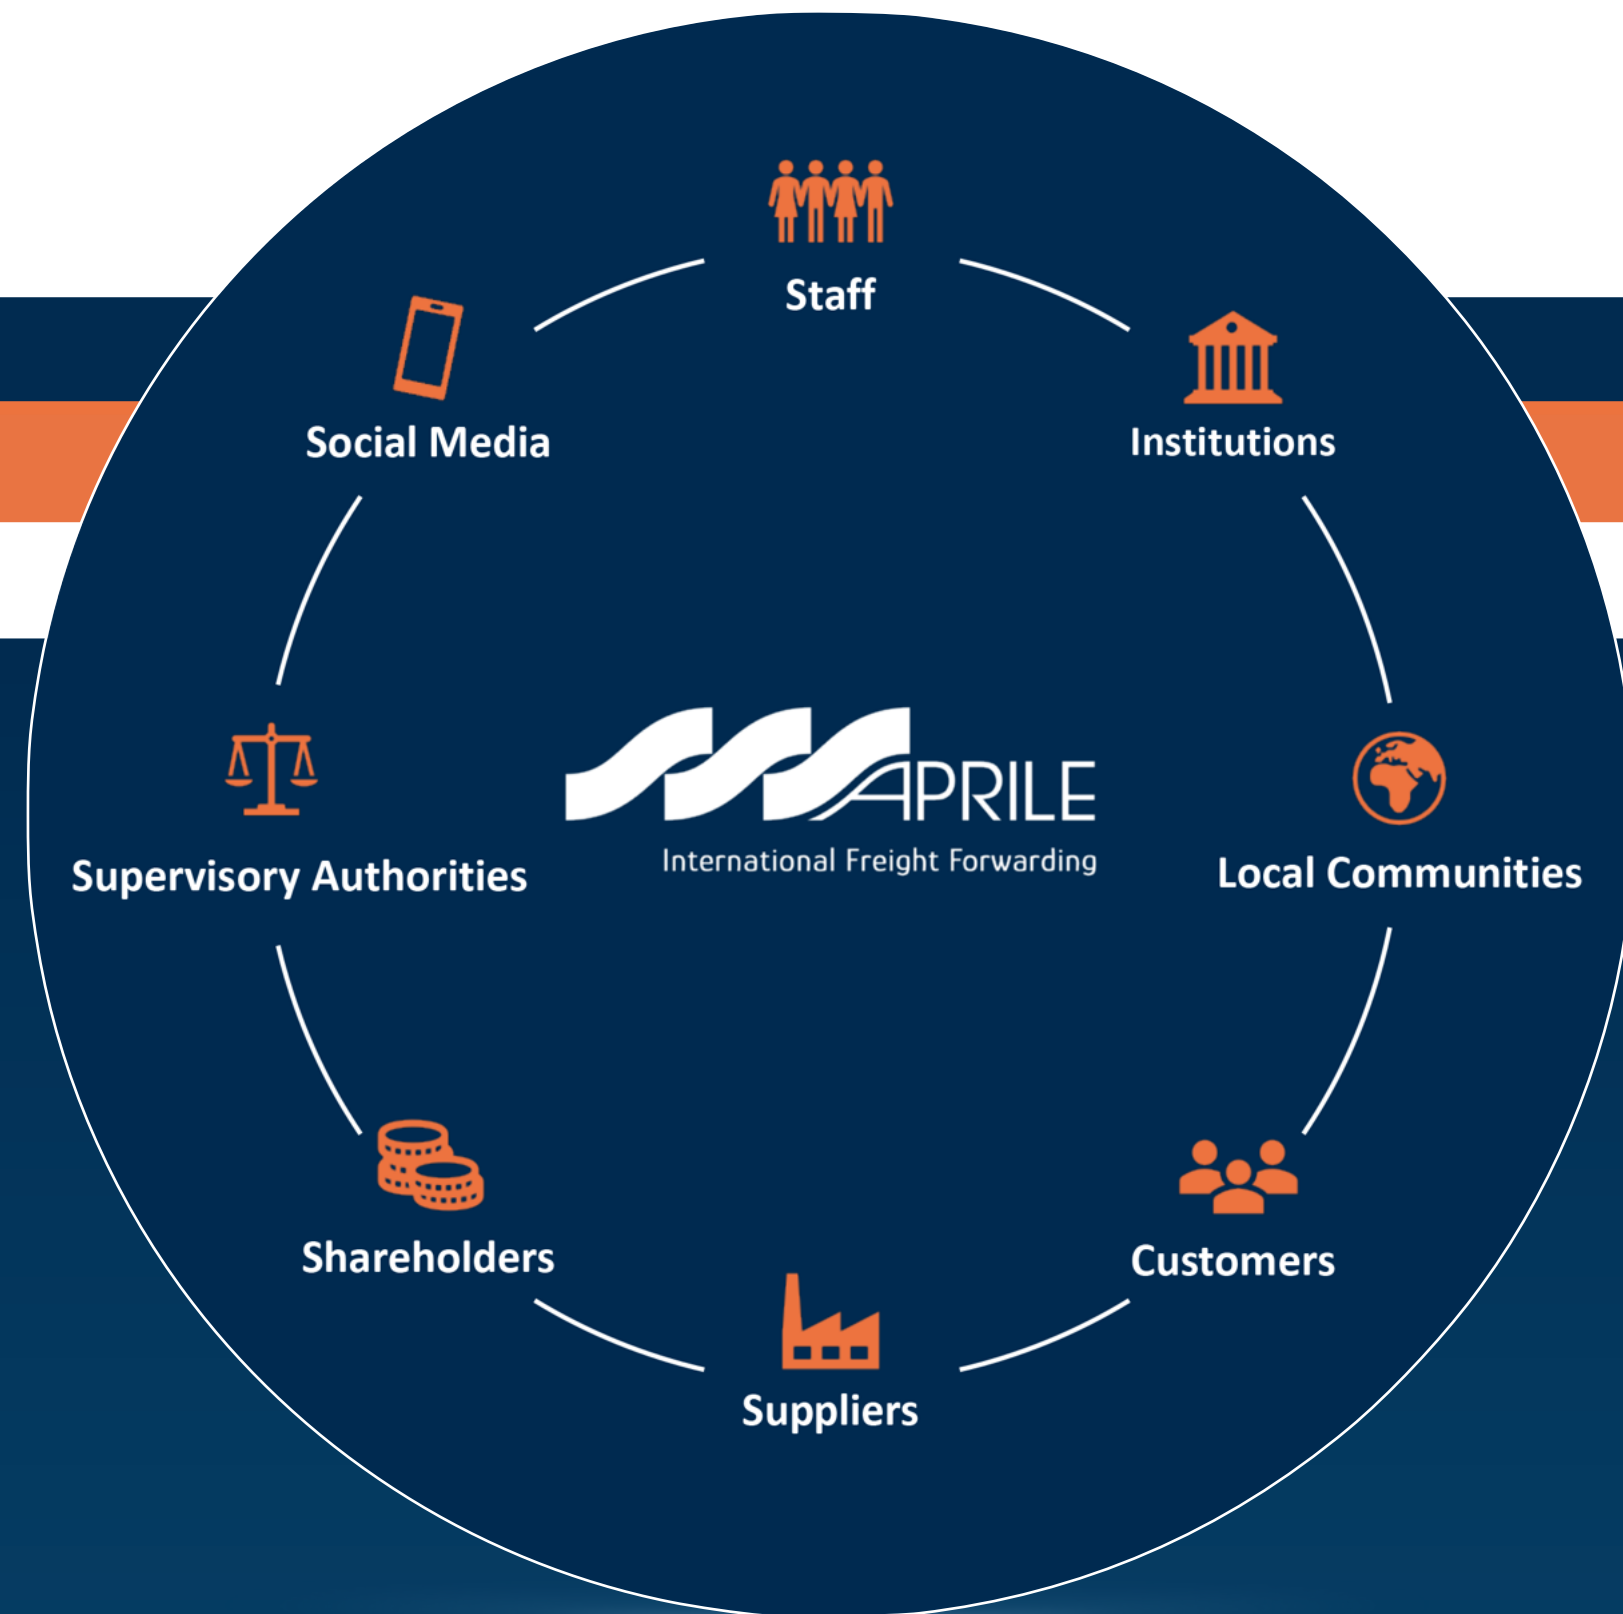 Staff
Social Media
Institutions
APRILE
International Freight Forwarding
Supervisory Authorities
Local Communities
Shareholders
Customers
Suppliers